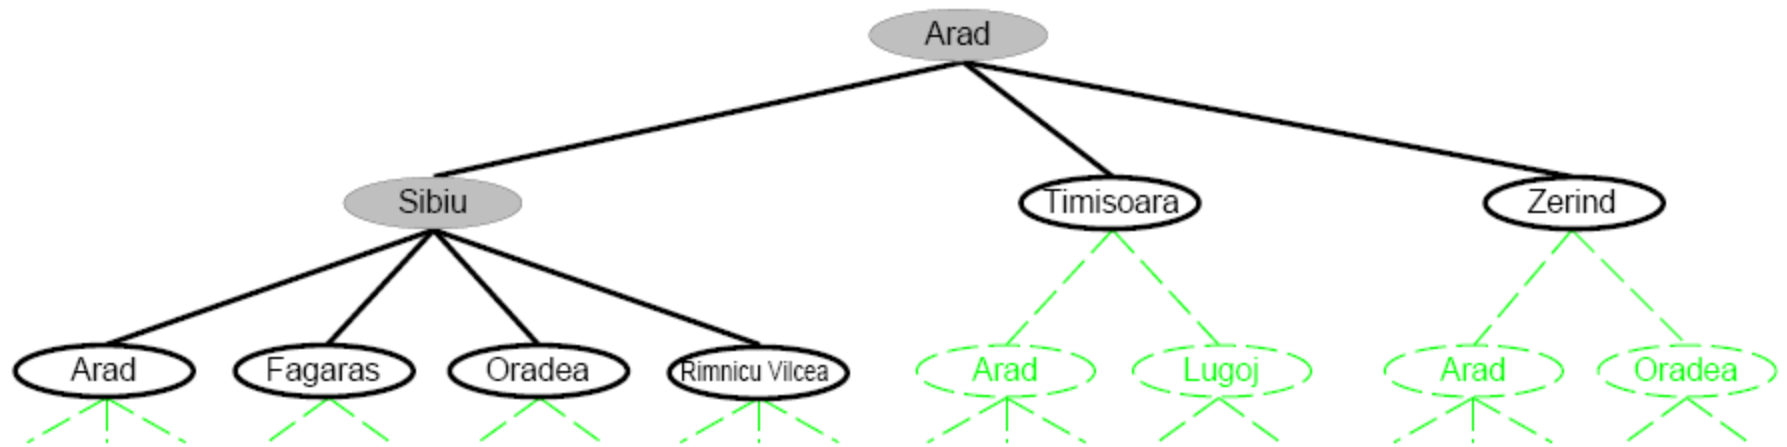 Arad
Sibiu
Timisoara
Zerind
Arad
Fagaras
Oradea
Rimnicu Vilcea
Arad
Lugoj
Arad
Oradea